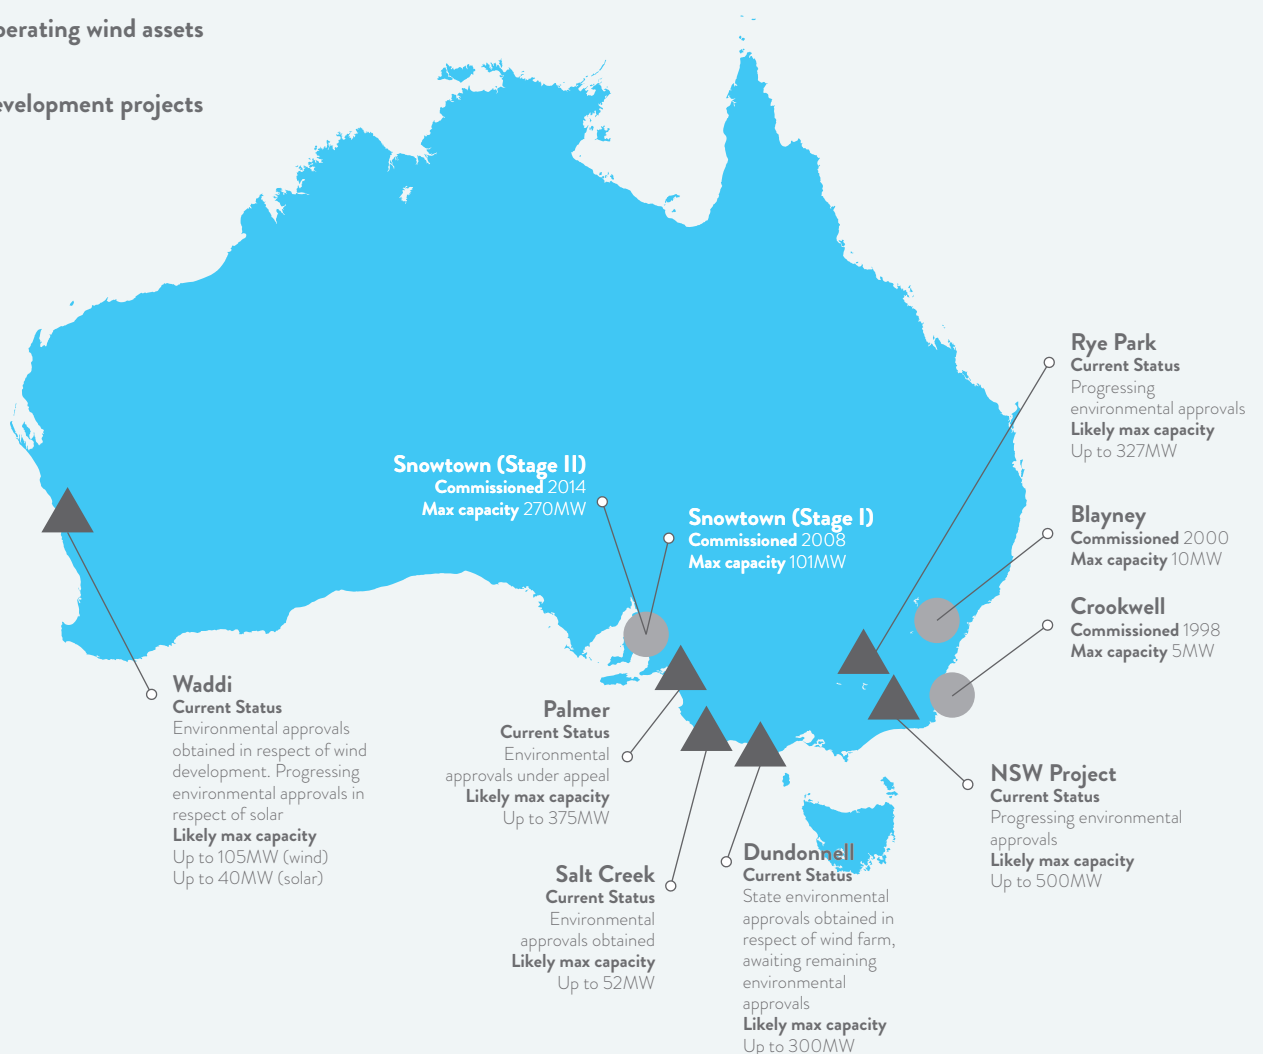 perating wind assets
evelopment projects
Rye Park
Current Status
Progressing
environmental approvals
Likely max capacity
Up to 327MW
Snowtown (Stage II)
Commissioned 2014
Max capacity 270MW
Snowtown (Stage I)
Commissioned 2008
Max capacity 101MW
Blayney
Commissioned 2000
Max capacity 10MW
Crookwell
Commissioned 1998
Max capacity 5MW
Waddi
Current Status
Environmental approvals
obtained in respect of wind
development. Progressing
environmental approvals in
respect of solar
Likely max capacity
Up to 105MW (wind)
Up to 40MW (solar)
Palmer
Current Status
Environmental
approvals under appeal
Likely max capacity
Up to 375MW
Salt Creek
Current Status
Environmental
approvals obtained
Likely max capacity
Up to 52MW
Dundonnell
Current Status
State environmental
approvals obtained in
respect of wind farm,
awaiting remaining
environmental
approvals
Likely max capacity
Up to 300MW
NSW Project
Current Status
Progressing environmental
approvals
Likely max capacity
Up to 500MW